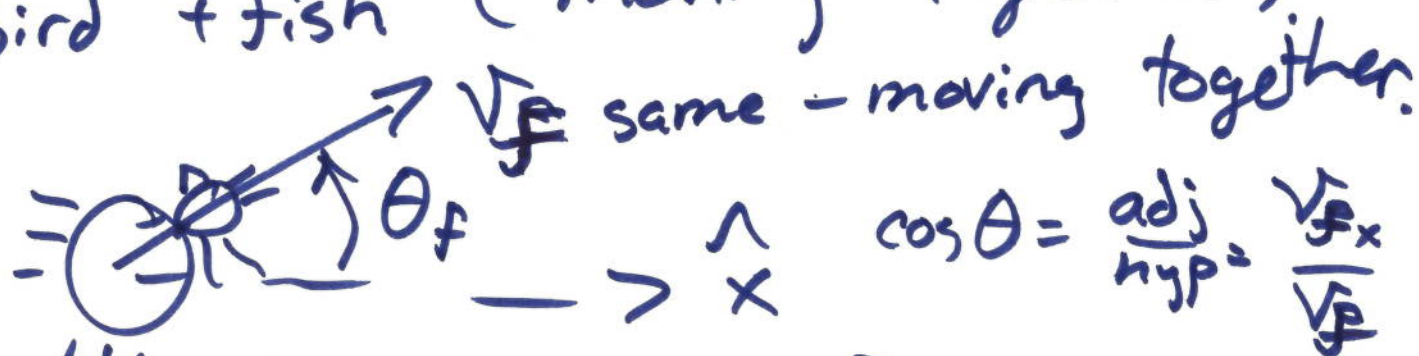 bird + fish
V_f same - moving together.
θ_f
—> x̂ cos θ = adj/hyp = V_fx/V_f